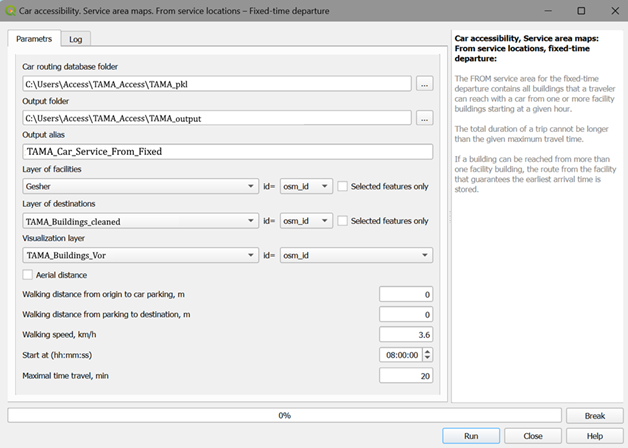 Car accessibility. Service area maps. From service locations – Fixed-time departure
Parametrs
Log
Car routing database folder
C:\Users\Access\TAMA_Access\TAMA_pkl
...
Output folder
C:\Users\Access\TAMA_Access\TAMA_output
...
Output alias
TAMA_Car_Service_From_Fixed
Layer of facilities
Gesher id= osm_id Selected features only
Layer of destinations
TAMA_Buildings_cleaned id= osm_id Selected features only
Visualization layer
TAMA_Buildings_Vor id= osm_id
Aerial distance
Walking distance from origin to car parking, m 0
Walking distance from parking to destination, m 0
Walking speed, km/h 3.6
Start at (hh:mm:ss) 08:00:00
Maximal time travel, min 20
Car accessibility, Service area maps:
From service locations, fixed-time
departure:
The FROM service area for the fixed-time
departure contains all buildings that a traveler
can reach with a car from one or more facility
buildings starting at a given hour.
The total duration of a trip cannot be longer
than the given maximum travel time.
If a building can be reached from more than
one facility building, the route from the facility
that guarantees the earliest arrival time is
stored.
0%
Break
Run
Close
Help